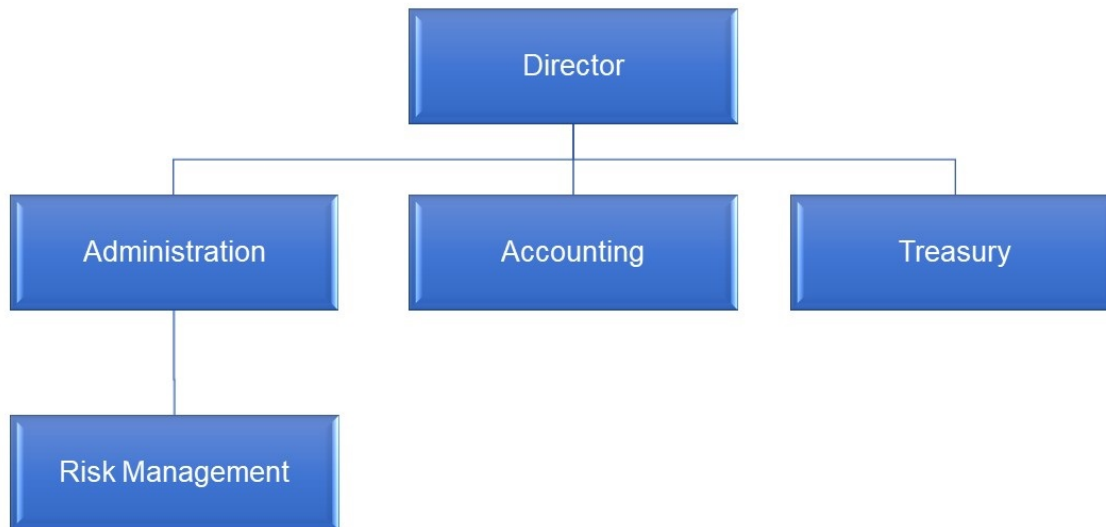 Director
Administration
Accounting
Treasury
Risk Management